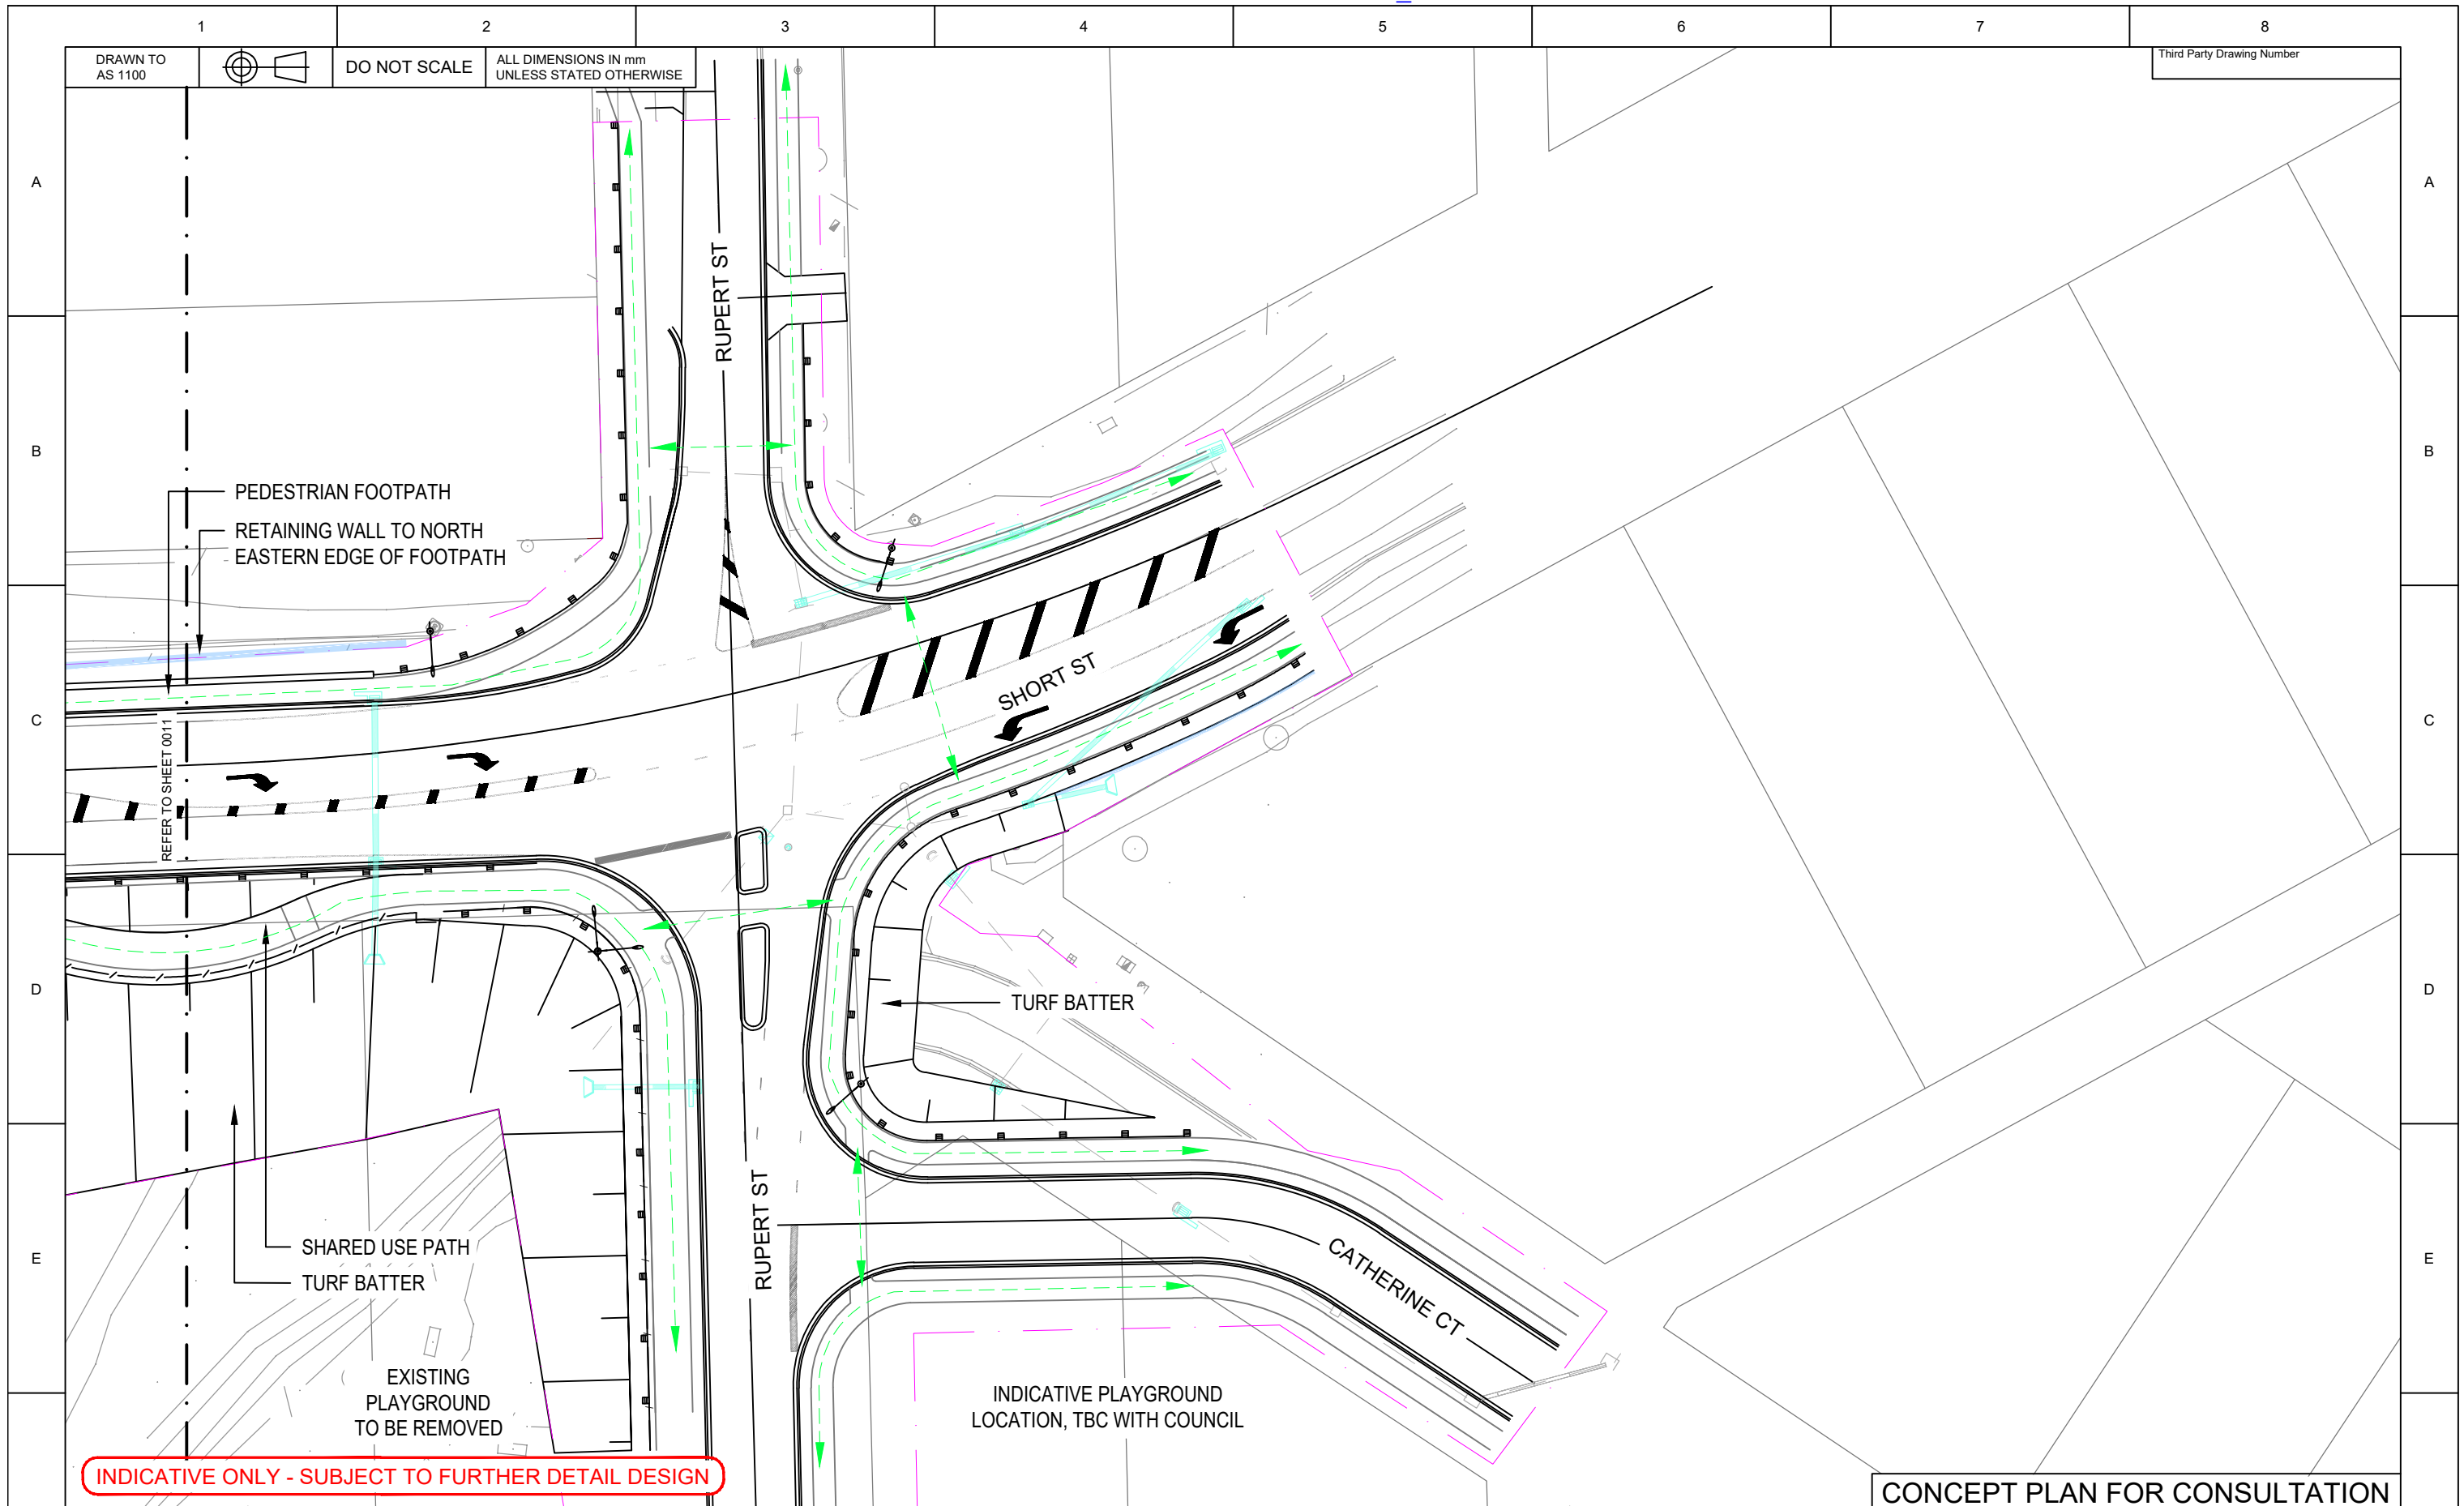 1 2 3 4 5 6 7 8
DRAWN TO
AS 1100
DO NOT SCALE
ALL DIMENSIONS IN mm
UNLESS STATED OTHERWISE
Third Party Drawing Number
A
A
RUPERT ST
B
B
PEDESTRIAN FOOTPATH
RETAINING WALL TO NORTH
EASTERN EDGE OF FOOTPATH
SHORT ST
C
C
REFER TO SHEET 0011
D
D
TURF BATTER
RUPERT ST
E
E
SHARED USE PATH
TURF BATTER
CATHERINE CT
EXISTING
PLAYGROUND
TO BE REMOVED
INDICATIVE PLAYGROUND
LOCATION, TBC WITH COUNCIL
INDICATIVE ONLY - SUBJECT TO FURTHER DETAIL DESIGN
CONCEPT PLAN FOR CONSULTATION